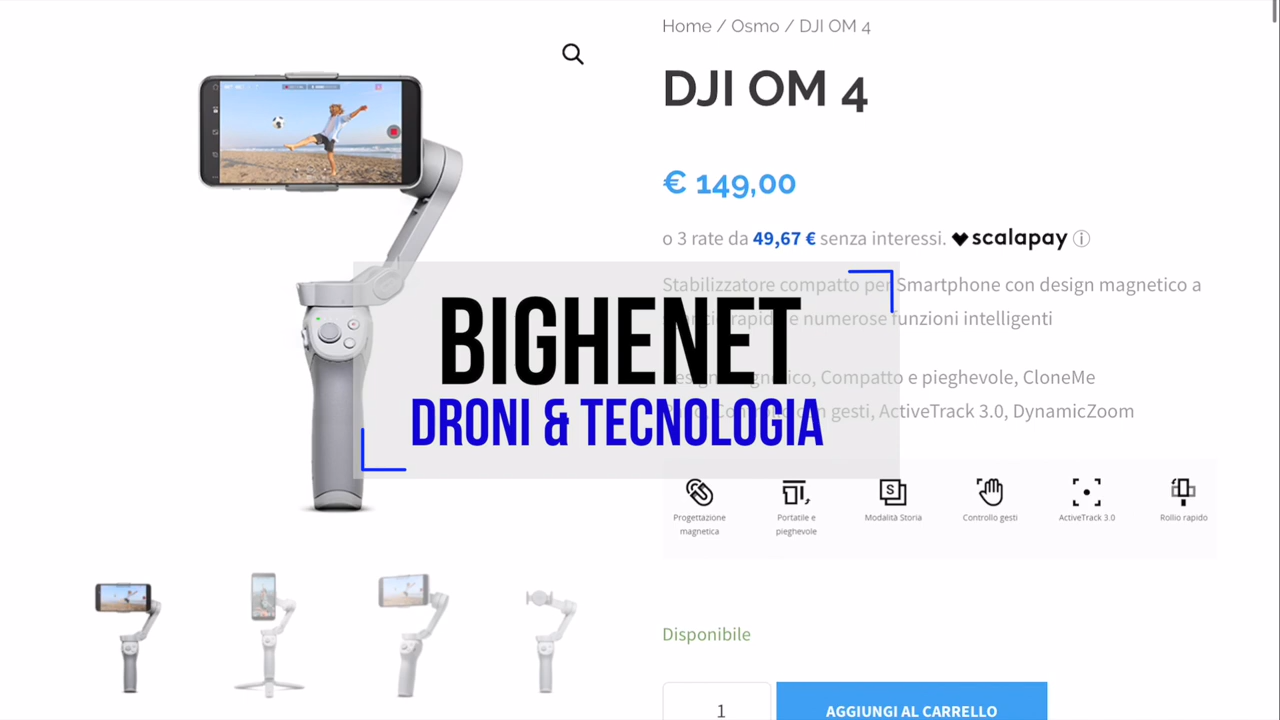 Home / Osmo / DJI OM 4
DJI OM 4
€ 149,00
o 3 rate da 49,67 € senza interessi. scalapay
Stabilizzatore compatto per Smartphone con design magnetico a
e numerose funzioni intelligenti
BIGHENET
DRONI & TECNOLOGIA
Compatto e pieghevole, CloneMe
gesti, ActiveTrack 3.0, DynamicZoom
S
Progettazione magnetica
Portatile e pieghevole
Modalità Storia
Controllo gesti
ActiveTrack 3.0
Rollio rapido
Disponibile
1
AGGIUNGI AL CARRELLO